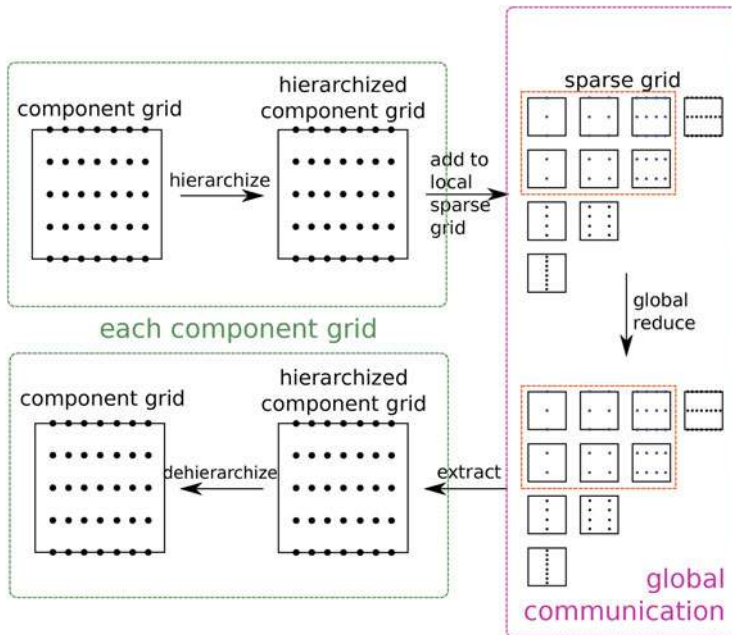 component grid
hierarchized
component grid
hierarchize
add to
local
sparse
grid
sparse grid
global
reduce
each component grid
component grid
hierarchized
component grid
dehierarchize
extract
global
communication